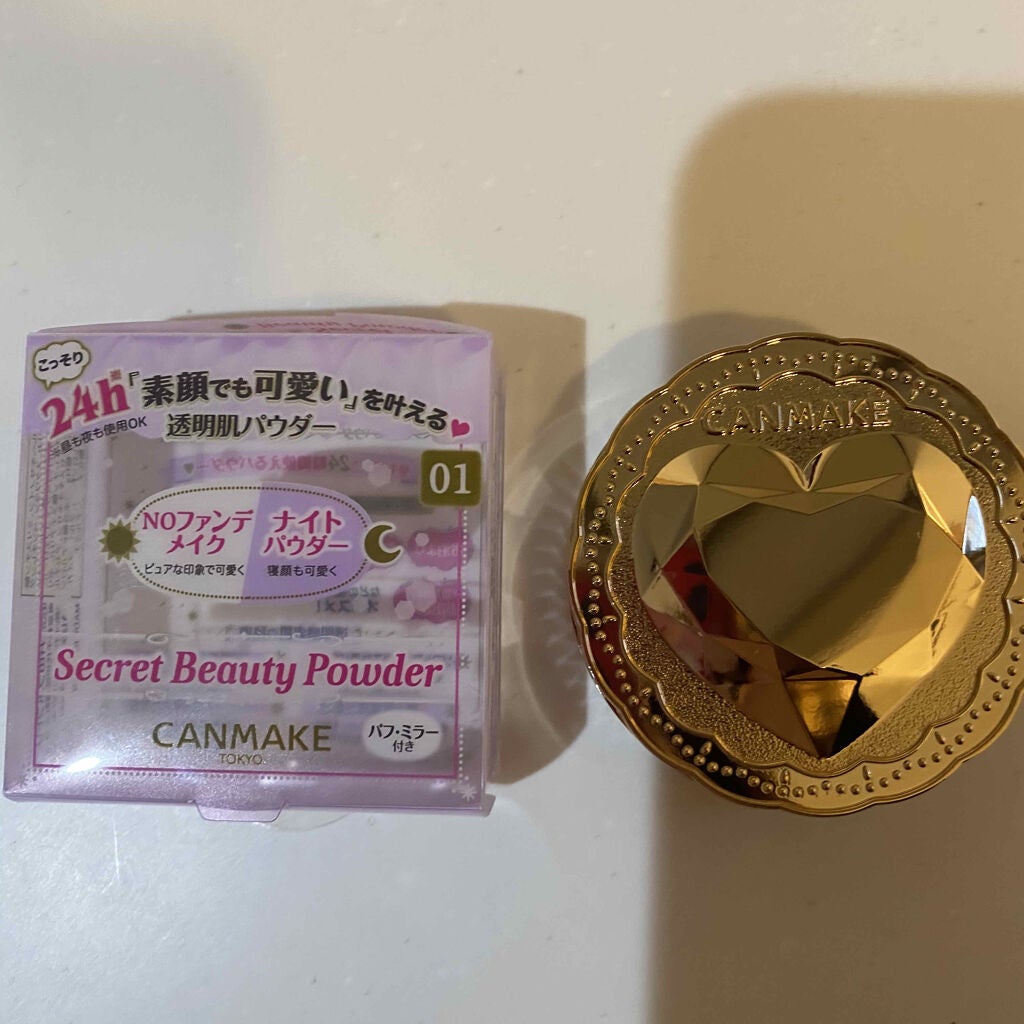 こっそり
24h※
「素顔でも可愛い」を叶える
※昼も夜も使用OK
透明肌パウダー
01
NOファンデ
メイク
ピュアな印象で可愛く
ナイト
パウダー
寝顔も可愛く
Secret Beauty Powder
CANMAKE
TOKYO.
パフ・ミラー
付き
CANMAKE